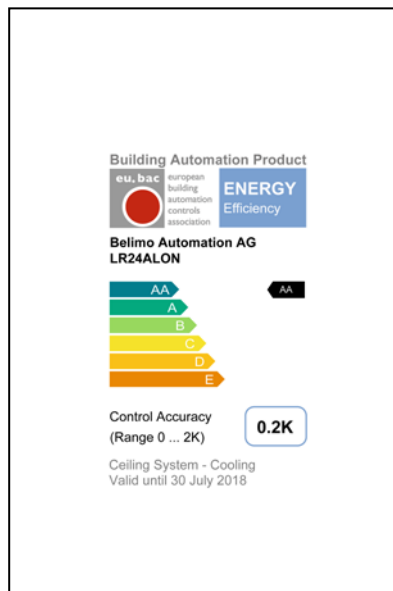 Building Automation Product
eu.bac
european
building
automation
controls
association
ENERGY
Efficiency
Belimo Automation AG
LR24ALON
AA
AA
A
B
C
D
E
Control Accuracy
(Range 0 ... 2K)
0.2K
Ceiling System - Cooling
Valid until 30 July 2018